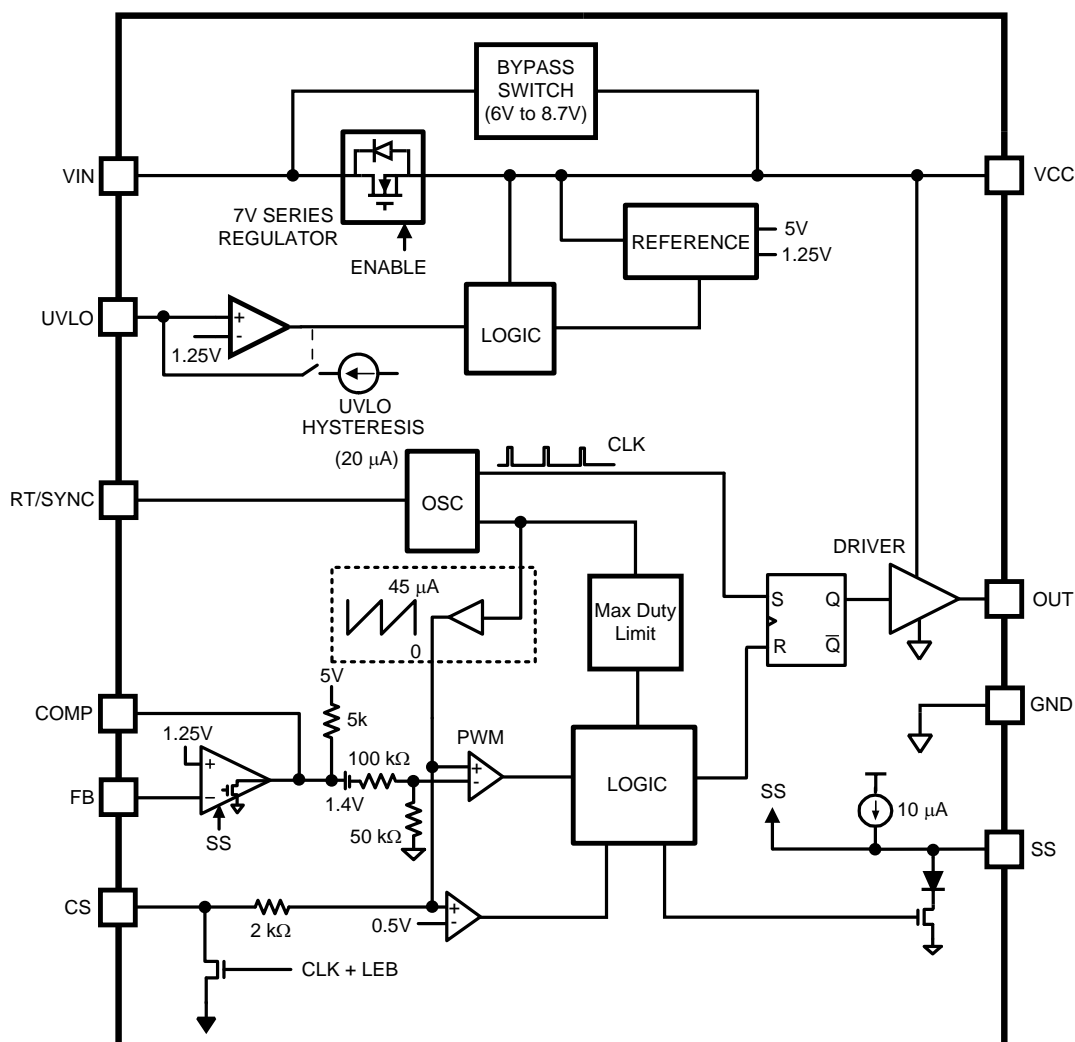 BYPASS
SWITCH
(6V to 8.7V)
VIN
VCC
7V SERIES
REGULATOR
ENABLE
REFERENCE
5V
1.25V
UVLO
+
-
1.25V
LOGIC
UVLO
HYSTERESIS
(20 μA)
CLK
RT/SYNC
OSC
DRIVER
45 μA
0
Max Duty
Limit
S
Q
R
Q̅
OUT
5V
5k
COMP
GND
1.25V
+
−
FB
SS
1.4V
100 kΩ
50 kΩ
PWM
+
-
LOGIC
SS
10 μA
SS
CS
2 kΩ
0.5V
+
-
CLK + LEB